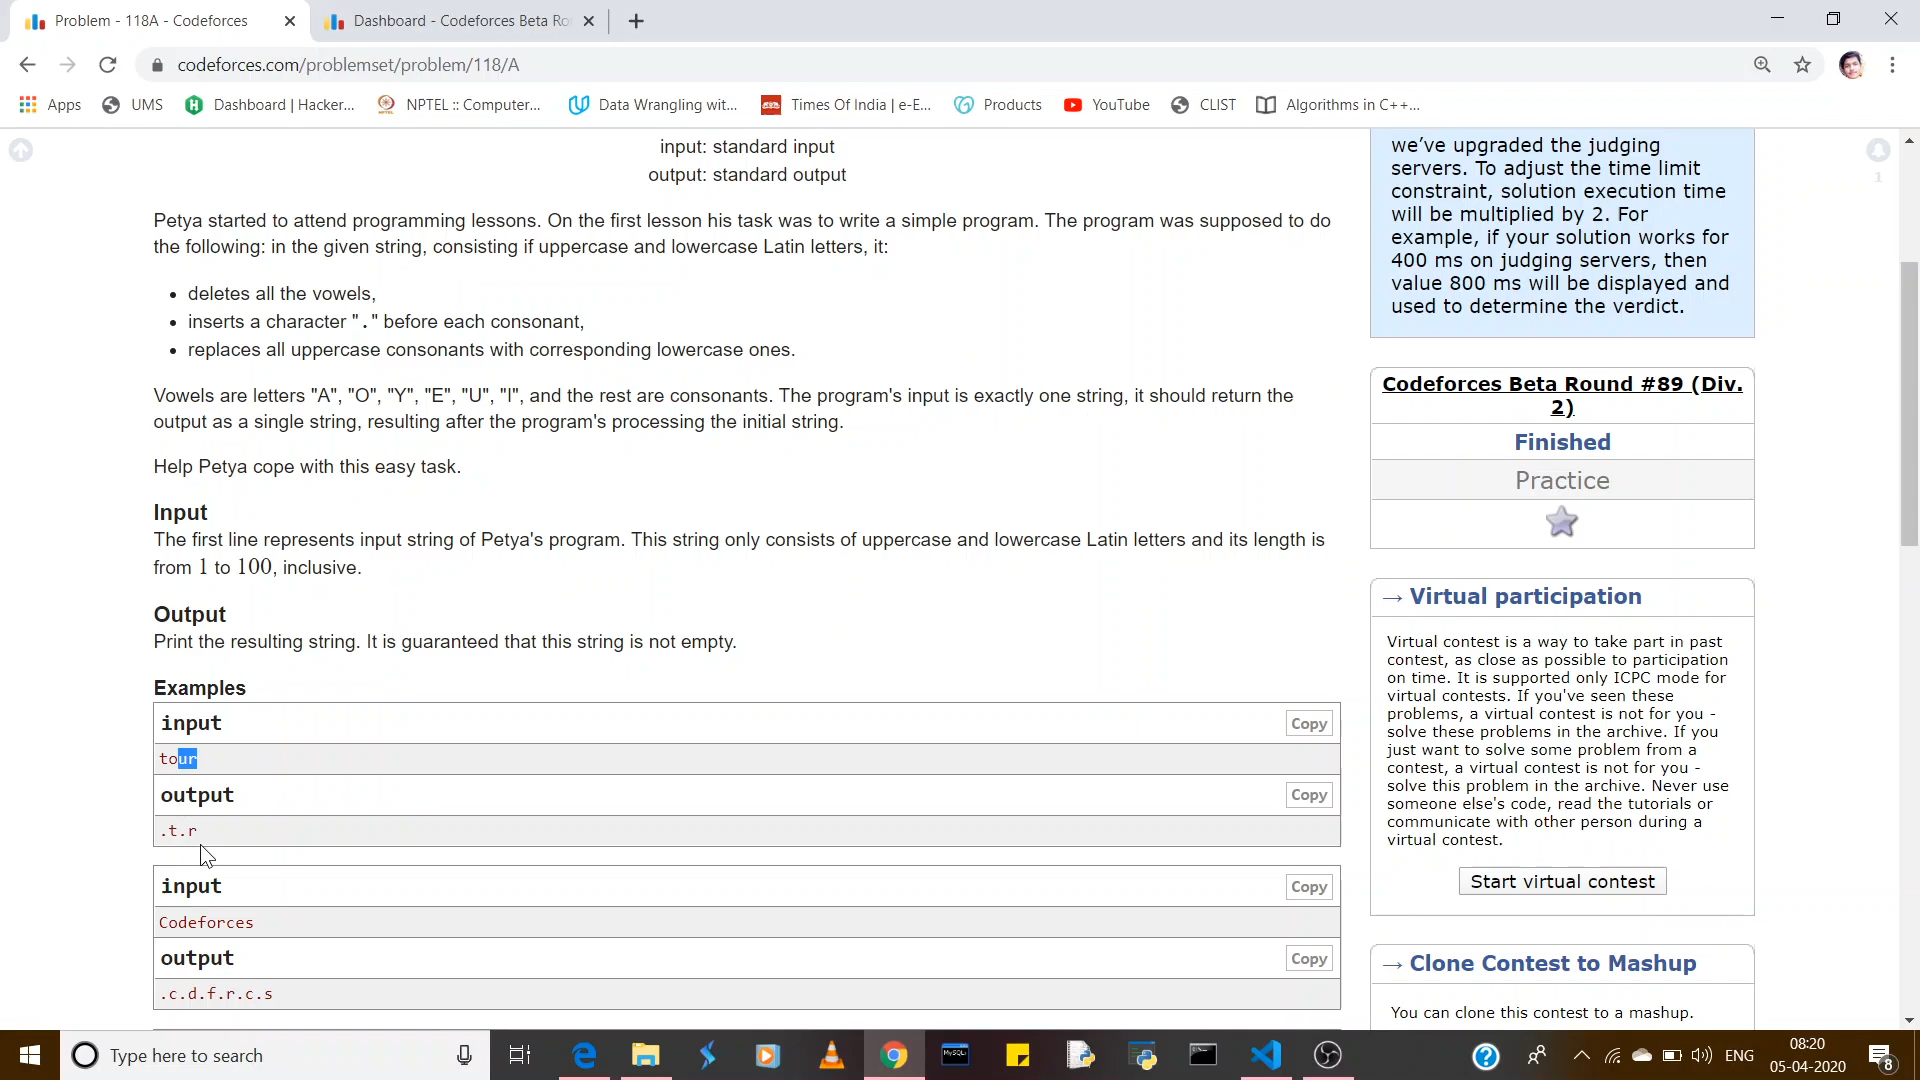 Problem - 118A - Codeforces
Dashboard - Codeforces Beta Ro
codeforces.com/problemset/problem/118/A
Apps UMS Dashboard | Hacker... NPTEL :: Computer... Data Wrangling wit... Times Of India | e-E... Products YouTube CLIST Algorithms in C++...
input: standard input
output: standard output
Petya started to attend programming lessons. On the first lesson his task was to write a simple program. The program was supposed to do
the following: in the given string, consisting if uppercase and lowercase Latin letters, it:
• deletes all the vowels,
• inserts a character "." before each consonant,
• replaces all uppercase consonants with corresponding lowercase ones.
Vowels are letters "A", "O", "Y", "E", "U", "I", and the rest are consonants. The program's input is exactly one string, it should return the
output as a single string, resulting after the program's processing the initial string.
Help Petya cope with this easy task.
Input
The first line represents input string of Petya's program. This string only consists of uppercase and lowercase Latin letters and its length is
from 1 to 100, inclusive.
Output
Print the resulting string. It is guaranteed that this string is not empty.
Examples
input
Copy
tour
output
Copy
.t.r
input
Copy
Codeforces
output
Copy
.c.d.f.r.c.s
we've upgraded the judging
servers. To adjust the time limit
constraint, solution execution time
will be multiplied by 2. For
example, if your solution works for
400 ms on judging servers, then
value 800 ms will be displayed and
used to determine the verdict.
1
Codeforces Beta Round #89 (Div.
2)
Finished
Practice
→ Virtual participation
Virtual contest is a way to take part in past
contest, as close as possible to participation
on time. It is supported only ICPC mode for
virtual contests. If you've seen these
problems, a virtual contest is not for you -
solve these problems in the archive. If you
just want to solve some problem from a
contest, a virtual contest is not for you -
solve this problem in the archive. Never use
someone else's code, read the tutorials or
communicate with other person during a
virtual contest.
Start virtual contest
→ Clone Contest to Mashup
You can clone this contest to a mashup.
Type here to search
MySQL
ENG
08:20
05-04-2020
8